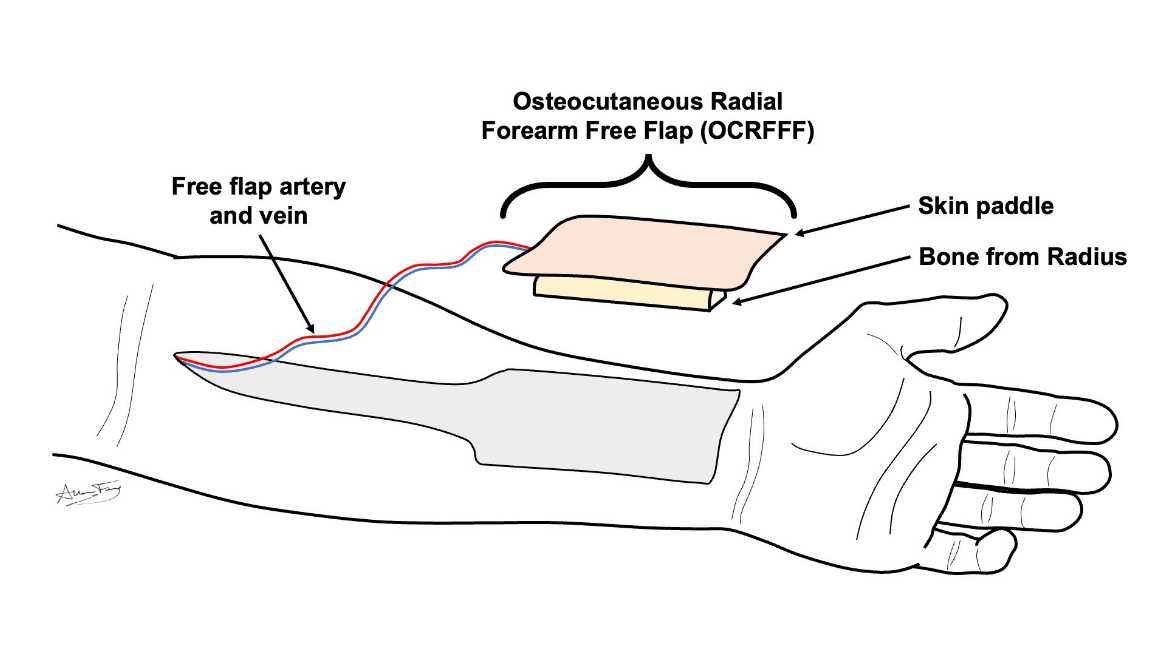 Osteocutaneous Radial
Forearm Free Flap (OCRFFF)
Free flap artery
and vein
Skin paddle
Bone from Radius